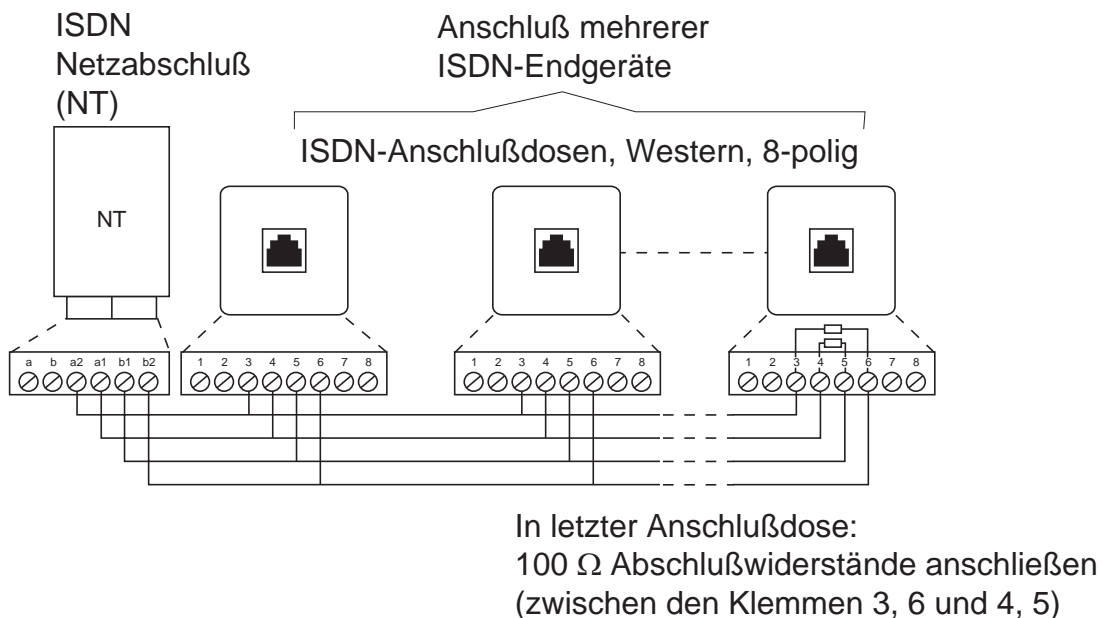 ISDN
Netzabschluß
(NT)
Anschluß mehrerer
ISDN-Endgeräte
ISDN-Anschlußdosen, Western, 8-polig
NT
a b a2 a1 b1 b2
1 2 3 4 5 6 7 8
1 2 3 4 5 6 7 8
1 2 3 4 5 6 7 8
In letzter Anschlußdose:
100 Ω Abschlußwiderstände anschließen
(zwischen den Klemmen 3, 6 und 4, 5)